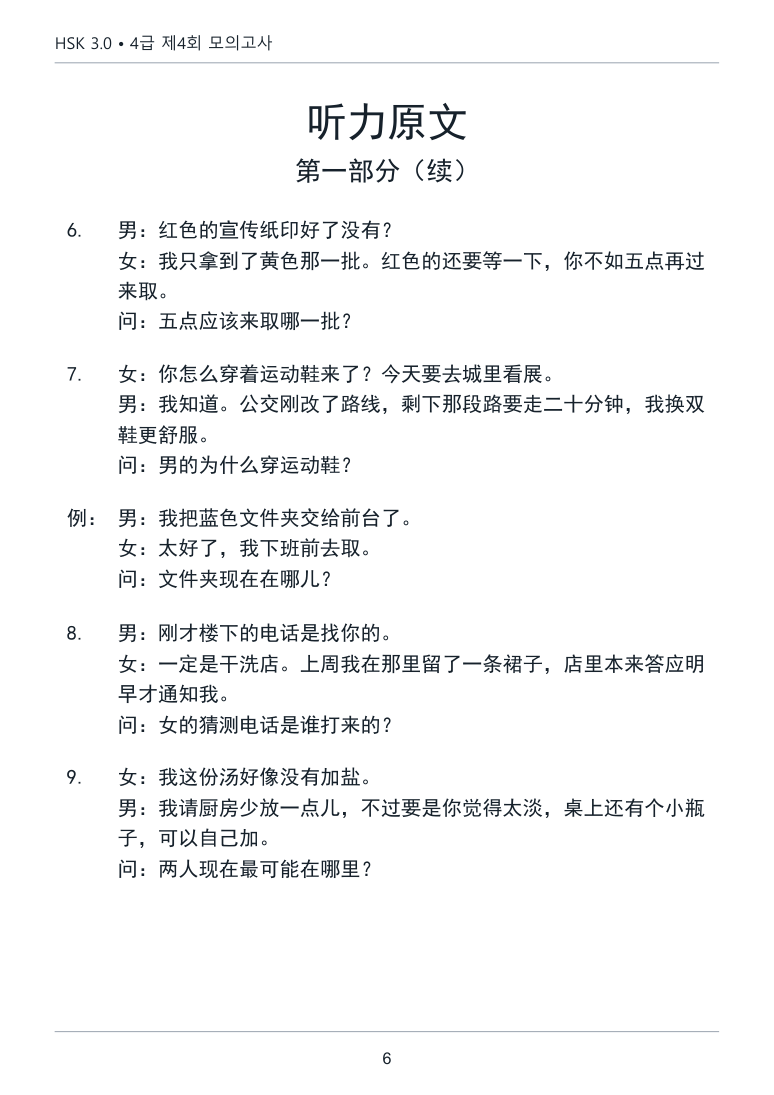 HSK 3.0 • 4급 제4회 모의고사
听力原文
第一部分（续）
6. 男：红色的宣传纸印好了没有？
女：我只拿到了黄色那一批。红色的还要等一下，你不如五点再过
来取。
问：五点应该来取哪一批？
7. 女：你怎么穿着运动鞋来了？今天要去城里看展。
男：我知道。公交刚改了路线，剩下那段路要走二十分钟，我换双
鞋更舒服。
问：男的为什么穿运动鞋？
例： 男：我把蓝色文件夹交给前台了。
女：太好了，我下班前去取。
问：文件夹现在在哪儿？
8. 男：刚才楼下的电话是找你的。
女：一定是干洗店。上周我在那里留了一条裙子，店里本来答应明
早才通知我。
问：女的猜测电话是谁打来的？
9. 女：我这份汤好像没有加盐。
男：我请厨房少放一点儿，不过要是你觉得太淡，桌上还有个小瓶
子，可以自己加。
问：两人现在最可能在哪里？
6